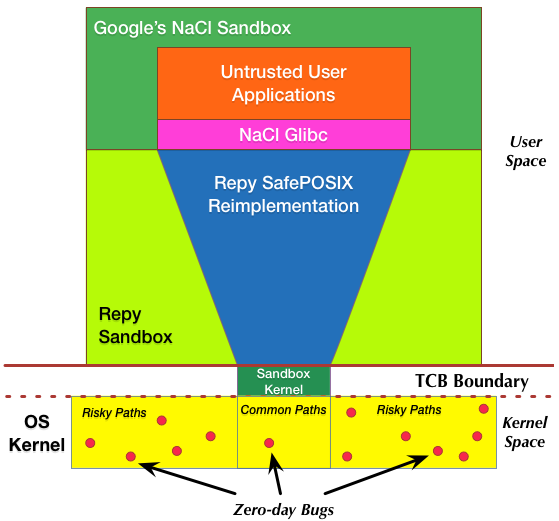 Google's NaCl Sandbox
Untrusted User
Applications
NaCl Glibc
User
Space
Repy SafePOSIX
Reimplementation
Repy
Sandbox
Sandbox
Kernel
TCB Boundary
OS
Kernel
Risky Paths
Common Paths
Risky Paths
Kernel
Space
Zero-day Bugs